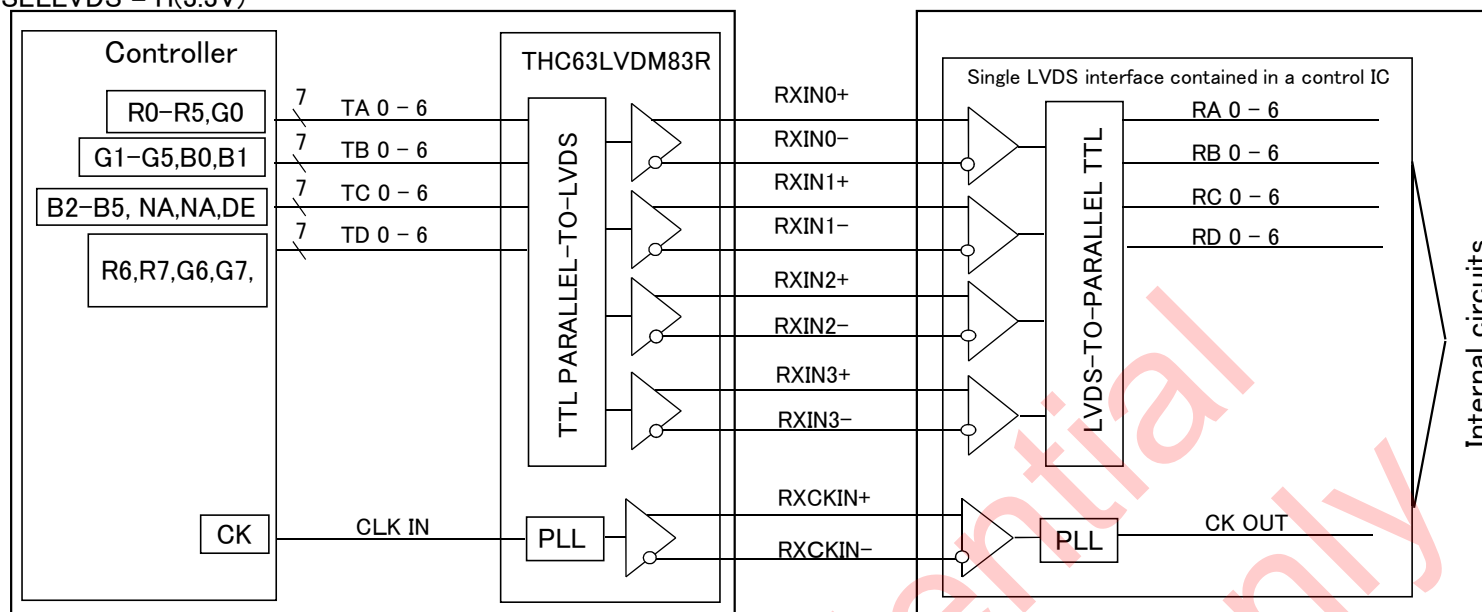 Controller
THC63LVDM83R
Single LVDS interface contained in a control IC
R0-R5,G0
7
TA 0 - 6
RXIN0+
RA 0 - 6
G1-G5,B0,B1
7
TB 0 - 6
RXIN0-
RB 0 - 6
B2-B5, NA,NA,DE
7
TC 0 - 6
RXIN1+
RC 0 - 6
R6,R7,G6,G7,
7
TD 0 - 6
RXIN1-
RD 0 - 6
TTL PARALLEL-TO-LVDS
RXIN2+
RXIN2-
RXIN3+
RXIN3-
LVDS-TO-PARALLEL TTL
Internal circuits
CK
CLK IN
PLL
RXCKIN+
RXCKIN-
PLL
CK OUT
ential
nly